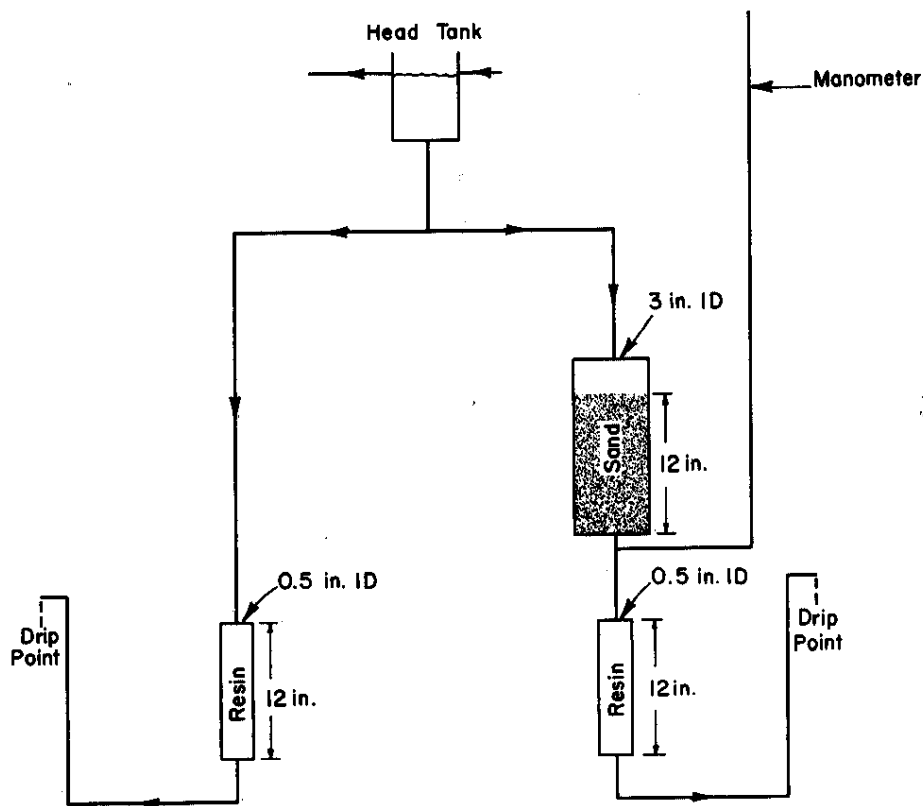 Head Tank
Manometer
3 in. ID
Sand
12 in.
0.5 in. ID
0.5 in. ID
Drip
Point
Resin
12 in.
Resin
12 in.
Drip
Point